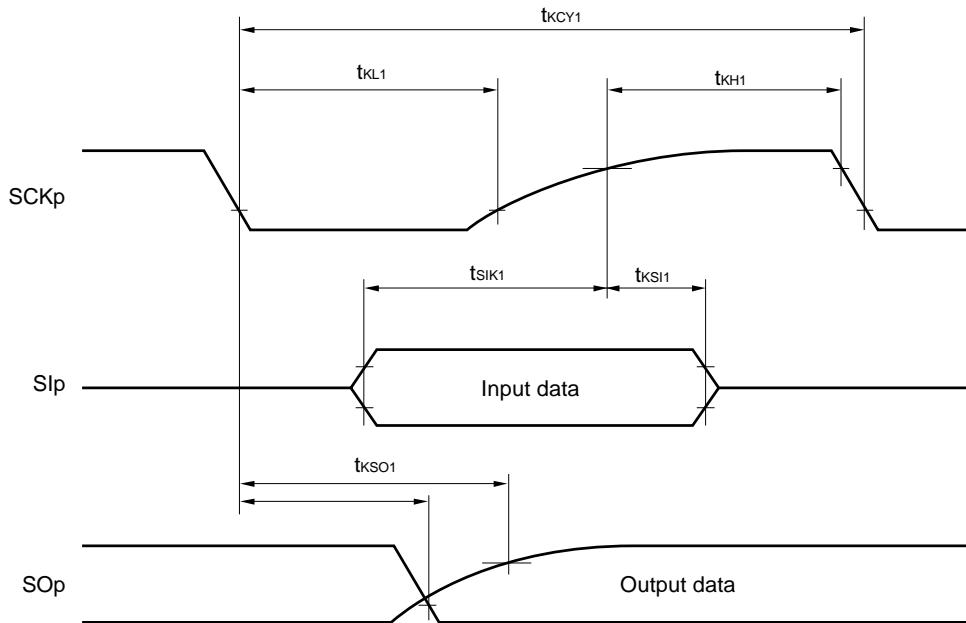 tKCY1
tKL1
tKH1
SCKp
tSIK1
tKSI1
SIp
Input data
tKSO1
SOp
Output data